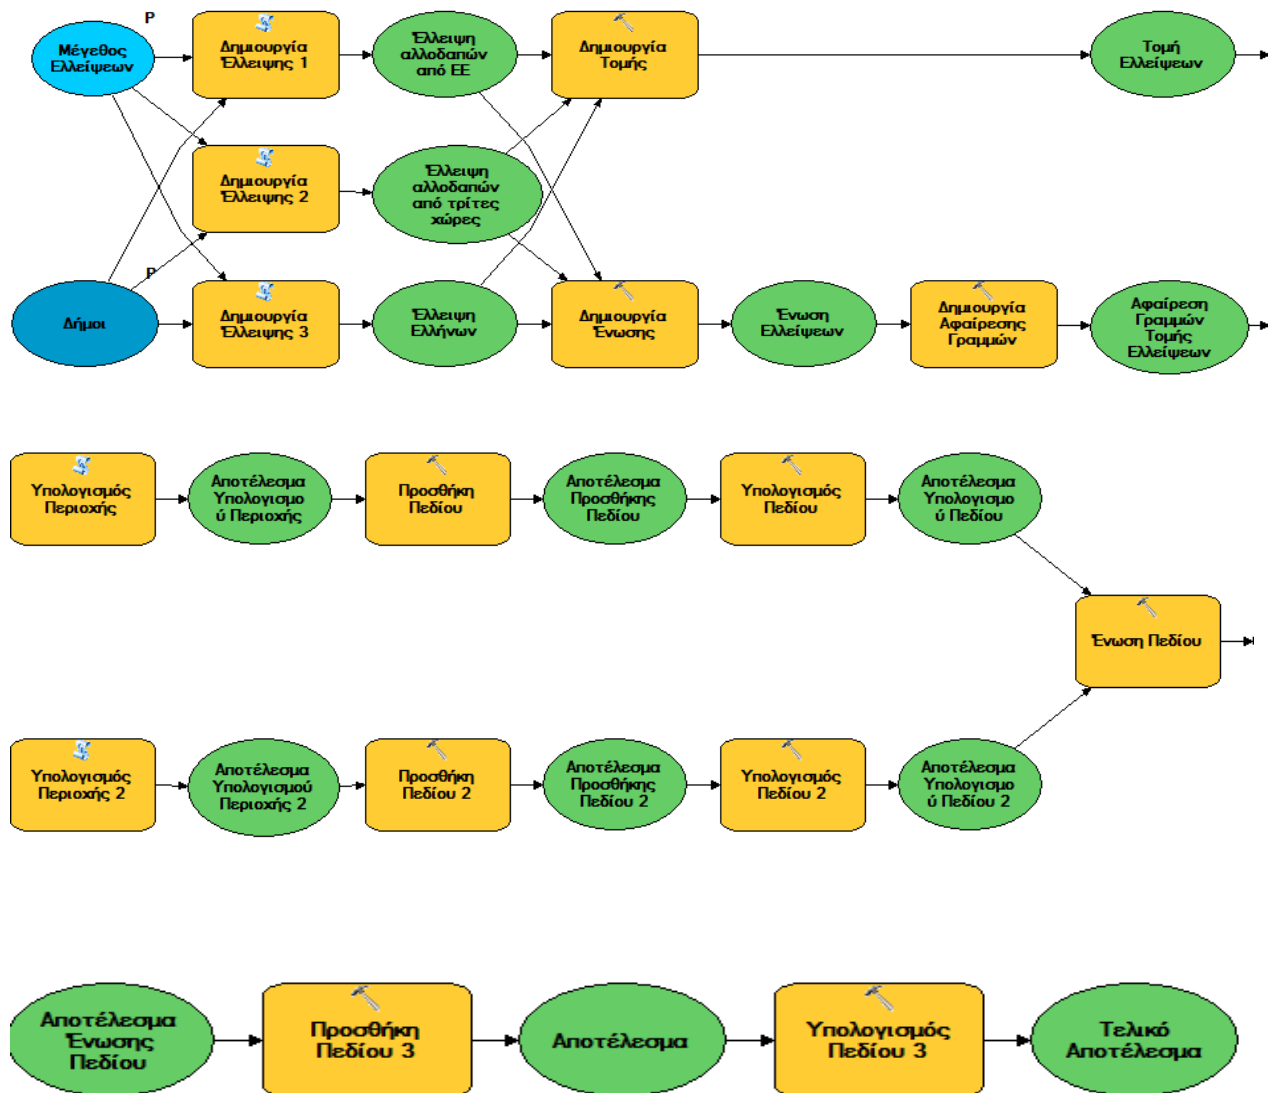 P
Μέγεθος
Ελλείψεων
Δημιουργία
Έλλειψης 1
Έλλειψη
αλλοδαπών
από ΕΕ
Δημιουργία
Τομής
Τομή
Ελλείψεων
Δημιουργία
Έλλειψης 2
Έλλειψη
αλλοδαπών
από τρίτες
χώρες
P
Δήμοι
Δημιουργία
Έλλειψης 3
Έλλειψη
Ελλήνων
Δημιουργία
Ένωσης
Ένωση
Ελλείψεων
Δημιουργία
Αφαίρεσης
Γραμμών
Αφαίρεση
Γραμμών
Τομής
Ελλείψεων
Υπολογισμός
Περιοχής
Αποτέλεσμα
Υπολογισμο
ύ Περιοχής
Προσθήκη
Πεδίου
Αποτέλεσμα
Προσθήκης
Πεδίου
Υπολογισμός
Πεδίου
Αποτέλεσμα
Υπολογισμο
ύ Πεδίου
Ένωση Πεδίου
Υπολογισμός
Περιοχής 2
Αποτέλεσμα
Υπολογισμού
Περιοχής 2
Προσθήκη
Πεδίου 2
Αποτέλεσμα
Προσθήκης
Πεδίου 2
Υπολογισμός
Πεδίου 2
Αποτέλεσμα
Υπολογισμο
ύ Πεδίου 2
Αποτέλεσμα
Ένωσης
Πεδίου
Προσθήκη
Πεδίου 3
Αποτέλεσμα
Υπολογισμός
Πεδίου 3
Τελικό
Αποτέλεσμα